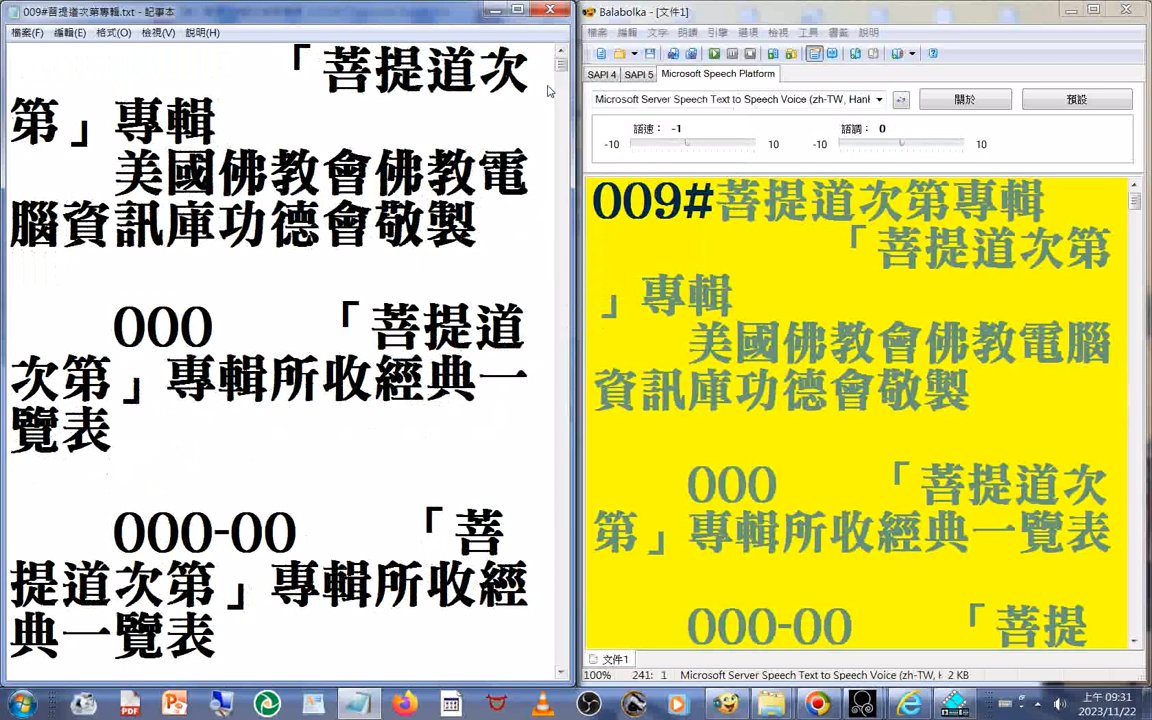 009#菩提道次第專輯.txt - 記事本
檔案(F) 編輯(E) 格式(O) 檢視(V) 說明(H)
「菩提道次
第」專輯
美國佛教會佛教電
腦資訊庫功德會敬製
000 「菩提道
次第」專輯所收經典一
覽表
000-00 「菩
提道次第」專輯所收經
典一覽表
Balabolka - [文件1]
檔案 編輯 文字 朗讀 引擎 選項 檢視 工具 書籤 說明
SAPI 4 SAPI 5 Microsoft Speech Platform
Microsoft Server Speech Text to Speech Voice (zh-TW, Hanl
關於 預設
語速： -1 語調： 0
-10 10 -10 10
009#菩提道次第專輯
「菩提道次第
」專輯
美國佛教會佛教電腦
資訊庫功德會敬製
000 「菩提道次
第」專輯所收經典一覽表
000-00 「菩提
文件1
100% 241: 1 Microsoft Server Speech Text to Speech Voice (zh-TW, 2 KB
上午 09:31
2023/11/22